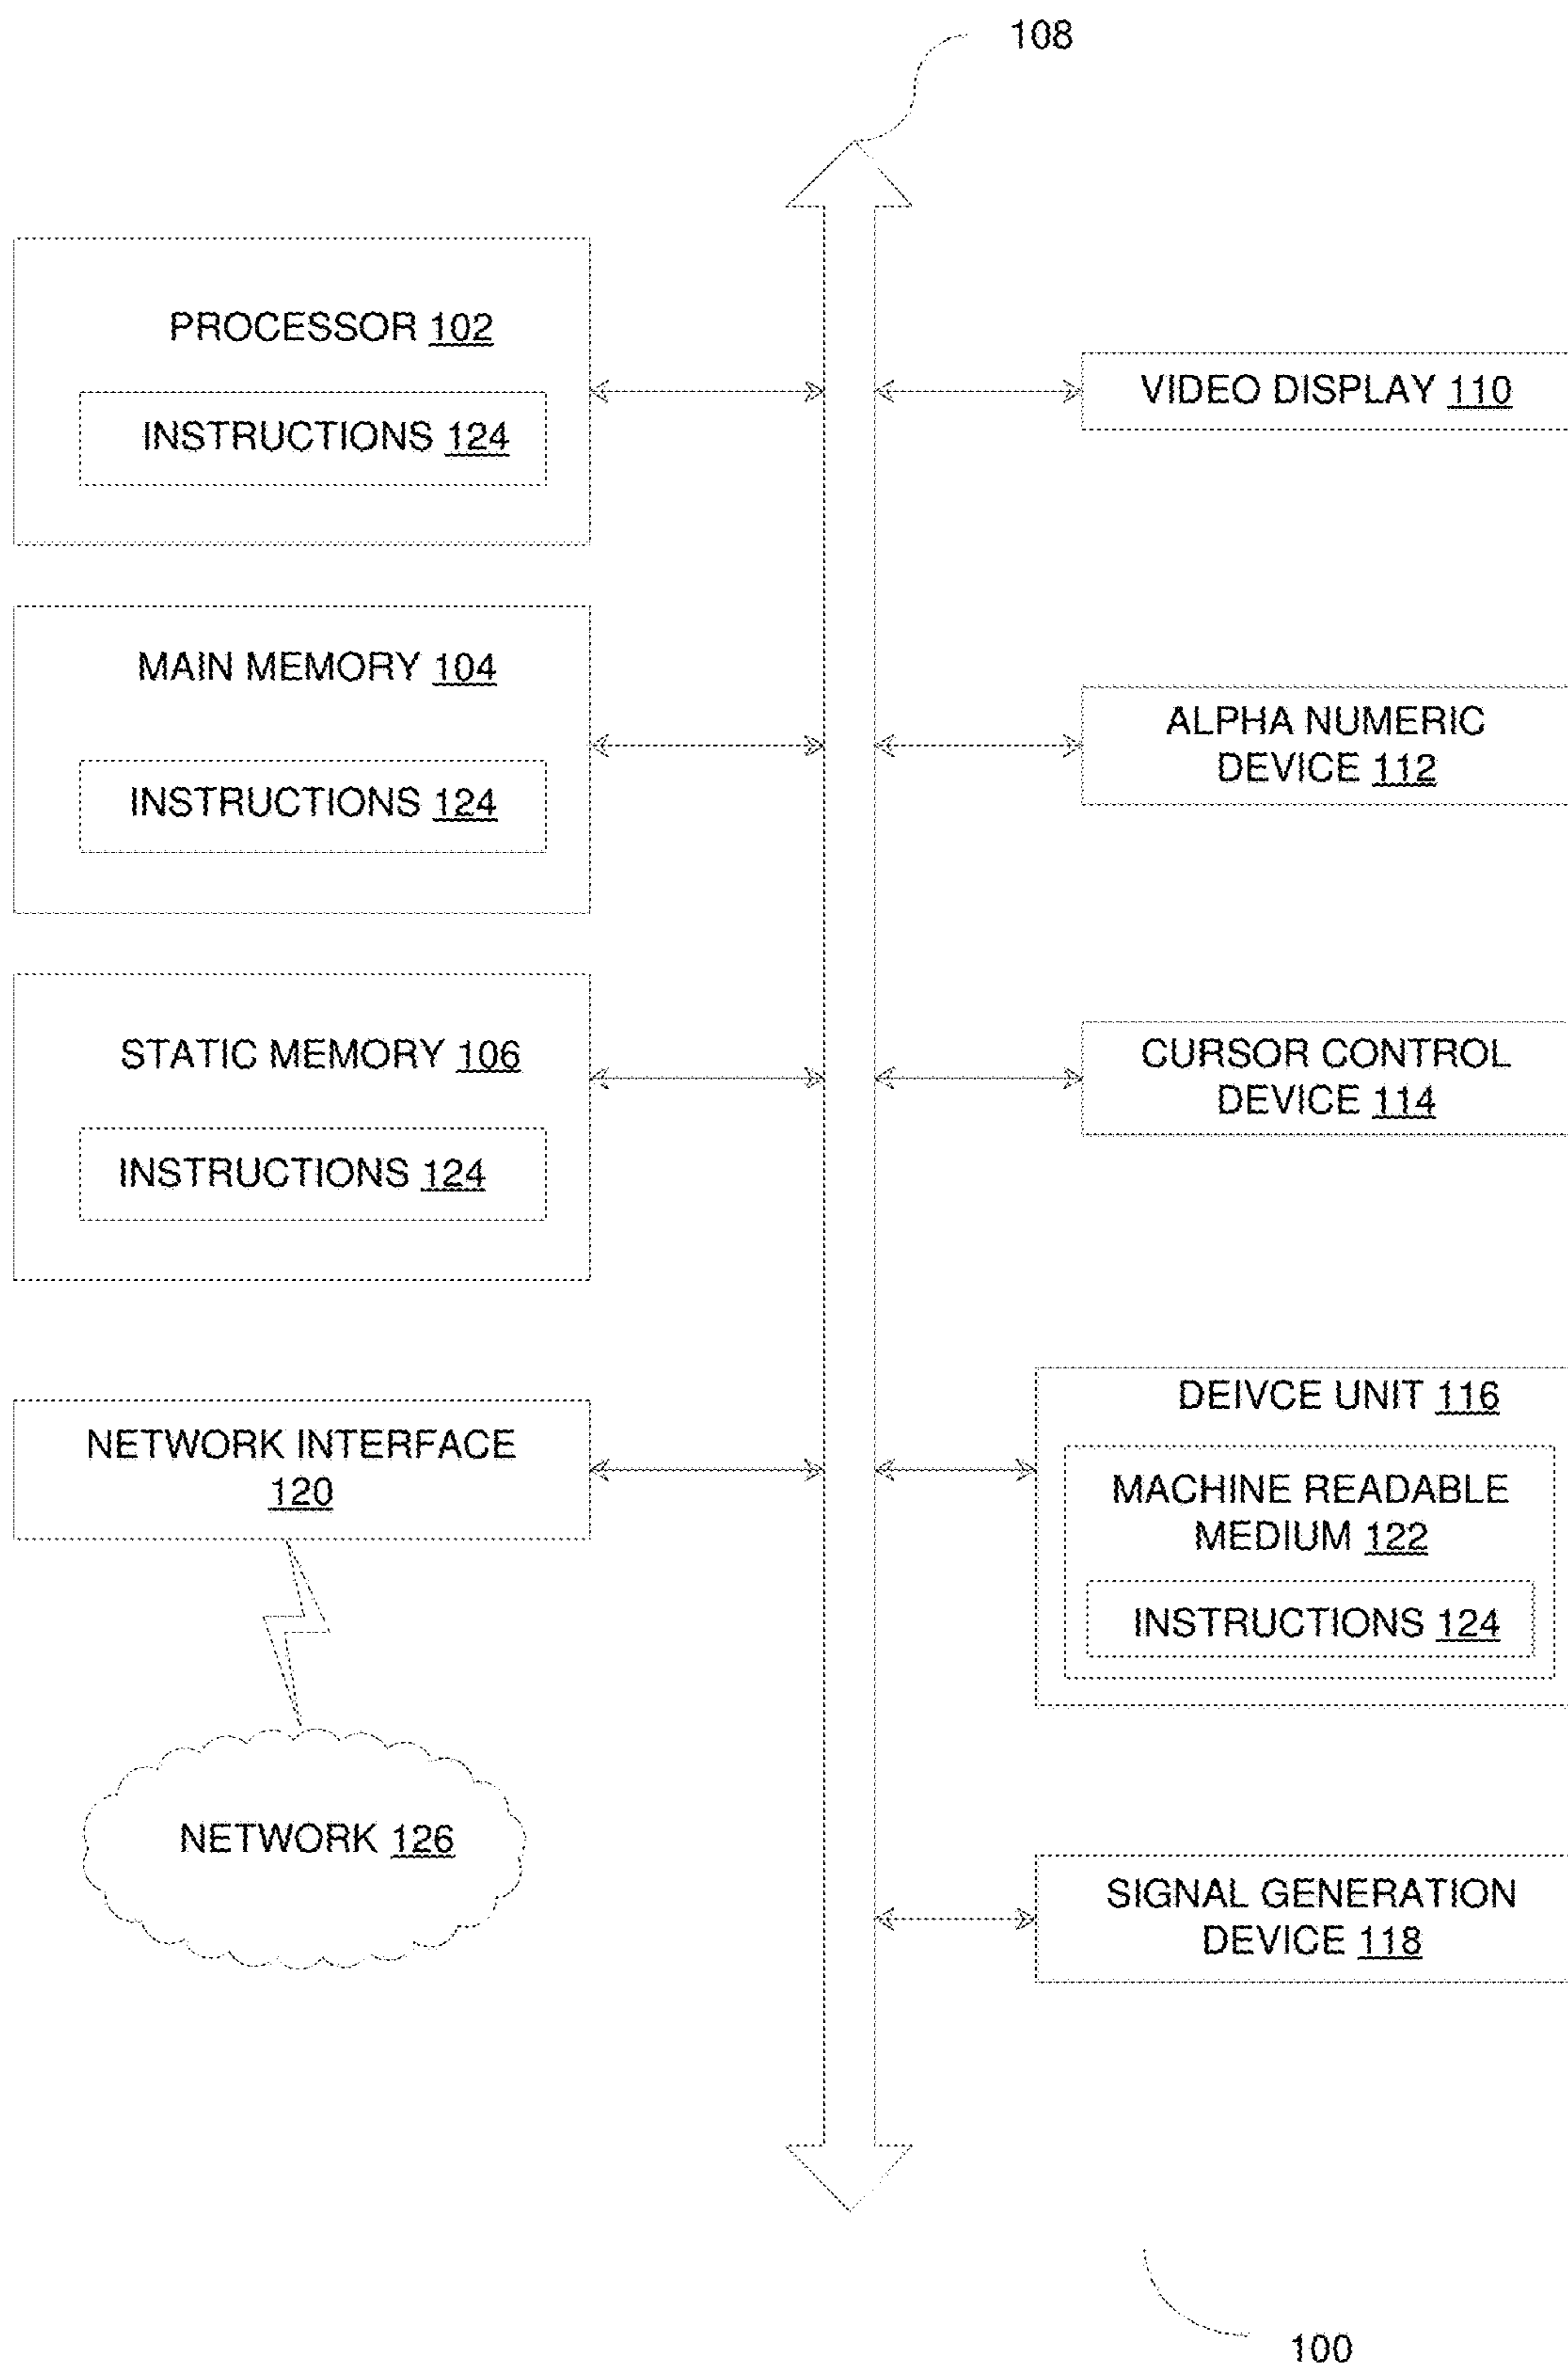 108
PROCESSOR 102
INSTRUCTIONS 124
VIDEO DISPLAY 110
MAIN MEMORY 104
INSTRUCTIONS 124
ALPHA NUMERIC
DEVICE 112
STATIC MEMORY 106
INSTRUCTIONS 124
CURSOR CONTROL
DEVICE 114
NETWORK INTERFACE
120
DEIVCE UNIT 116
MACHINE READABLE
MEDIUM 122
INSTRUCTIONS 124
NETWORK 126
SIGNAL GENERATION
DEVICE 118
100